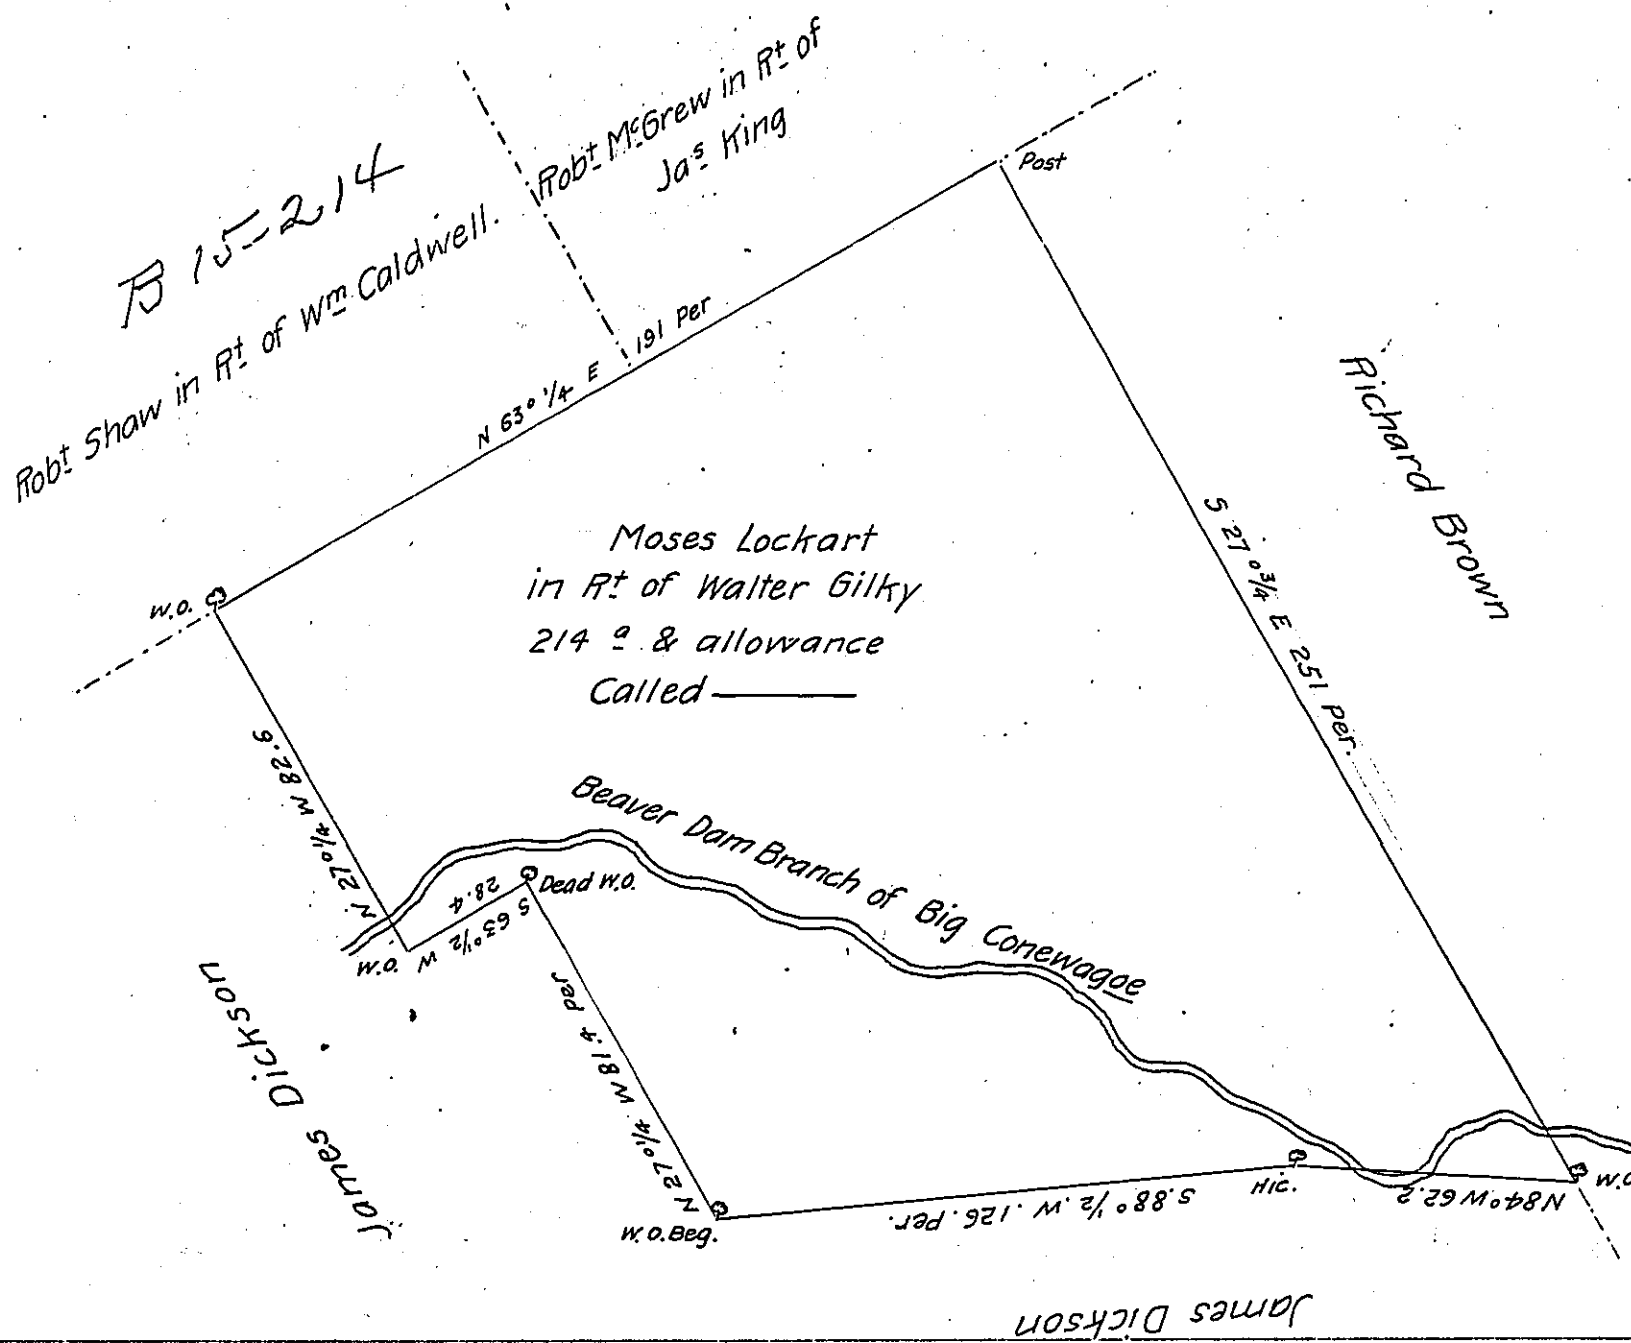 B 15-214
Robt Shaw in Rt of Wm Caldwell.
Robt McGrew in Rt of
Jas King
Post
N 63° 1/4 E 191 Per
Richard Brown
S 27° 3/4 E 251 Per.
Moses Lockart
in Rt of Walter Gilky
214 a & allowance
Called
W.O.
N. 27° 1/4 W 82.6
Beaver Dam Branch of Big Conewagoe
Dead W.O.
S 63° 1/2 W 28.4
W.O.
N 27° 1/4 W 81.4 Per
James Dickson
W.O. Beg.
S. 88° 1/2. W. 126. Per.
Hic.
N 84° W 62.2
James Dickson